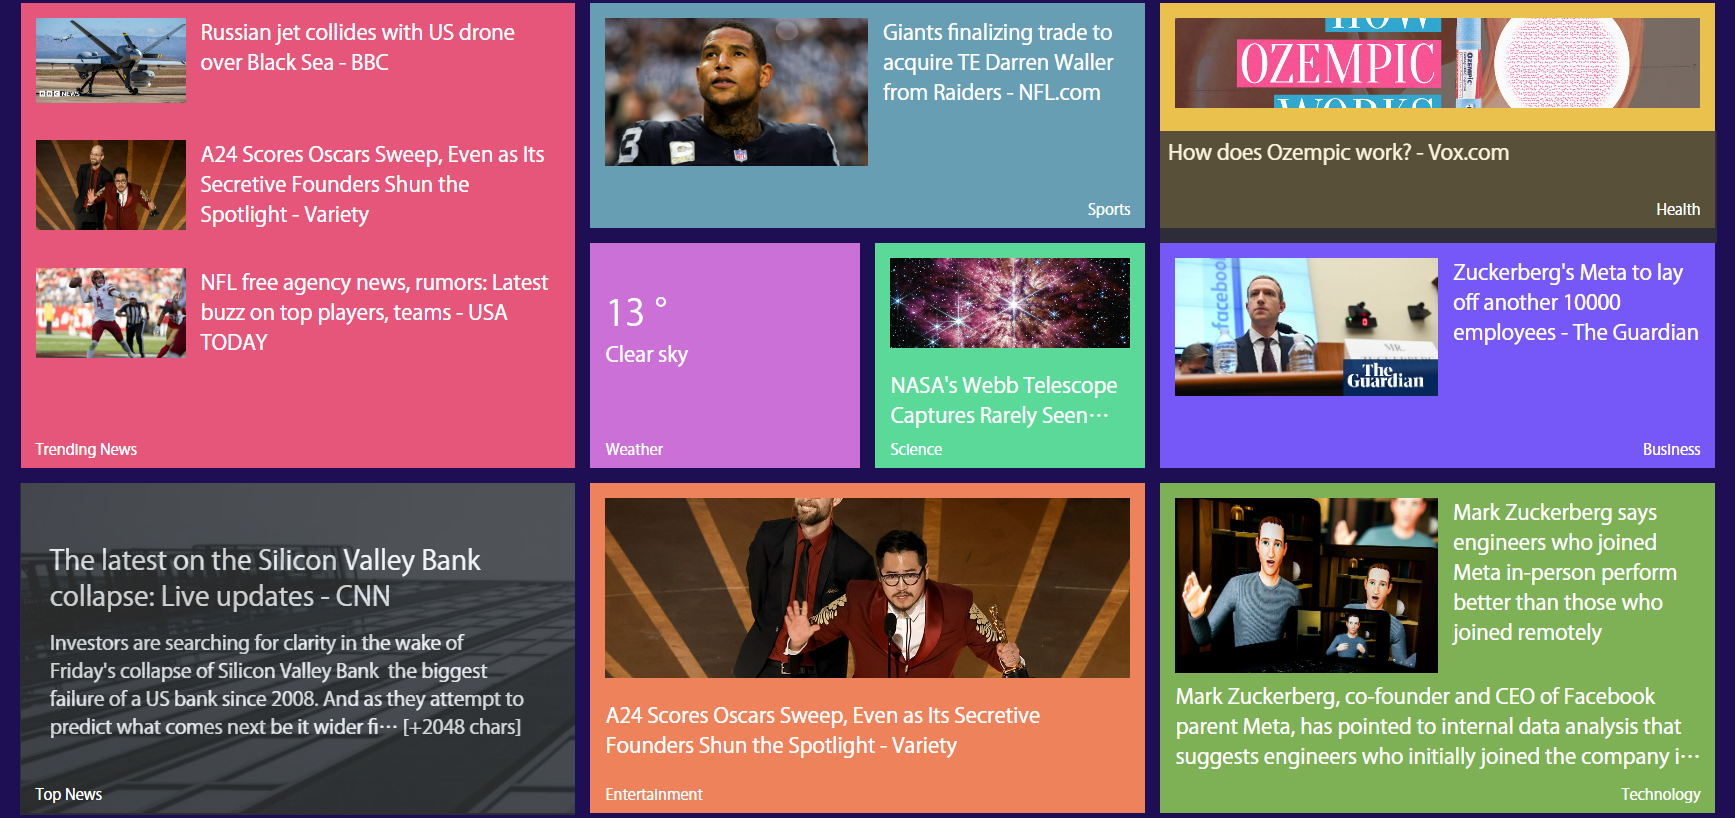 BBC NEWS
Russian jet collides with US drone
over Black Sea - BBC
A24 Scores Oscars Sweep, Even as Its
Secretive Founders Shun the
Spotlight - Variety
NFL free agency news, rumors: Latest
buzz on top players, teams - USA
TODAY
Trending News
3
Giants finalizing trade to
acquire TE Darren Waller
from Raiders - NFL.com
Sports
HOW
OZEMPIC
WORKS
How does Ozempic work? - Vox.com
Health
13 °
Clear sky
Weather
NASA's Webb Telescope
Captures Rarely Seen···
Science
facebook
MR.
The
Guardian
Zuckerberg's Meta to lay
off another 10000
employees - The Guardian
Business
The latest on the Silicon Valley Bank
collapse: Live updates - CNN
Investors are searching for clarity in the wake of
Friday's collapse of Silicon Valley Bank  the biggest
failure of a US bank since 2008. And as they attempt to
predict what comes next be it wider fi··· [+2048 chars]
Top News
A24 Scores Oscars Sweep, Even as Its Secretive
Founders Shun the Spotlight - Variety
Entertainment
Mark Zuckerberg says
engineers who joined
Meta in-person perform
better than those who
joined remotely
Mark Zuckerberg, co-founder and CEO of Facebook
parent Meta, has pointed to internal data analysis that
suggests engineers who initially joined the company i···
Technology